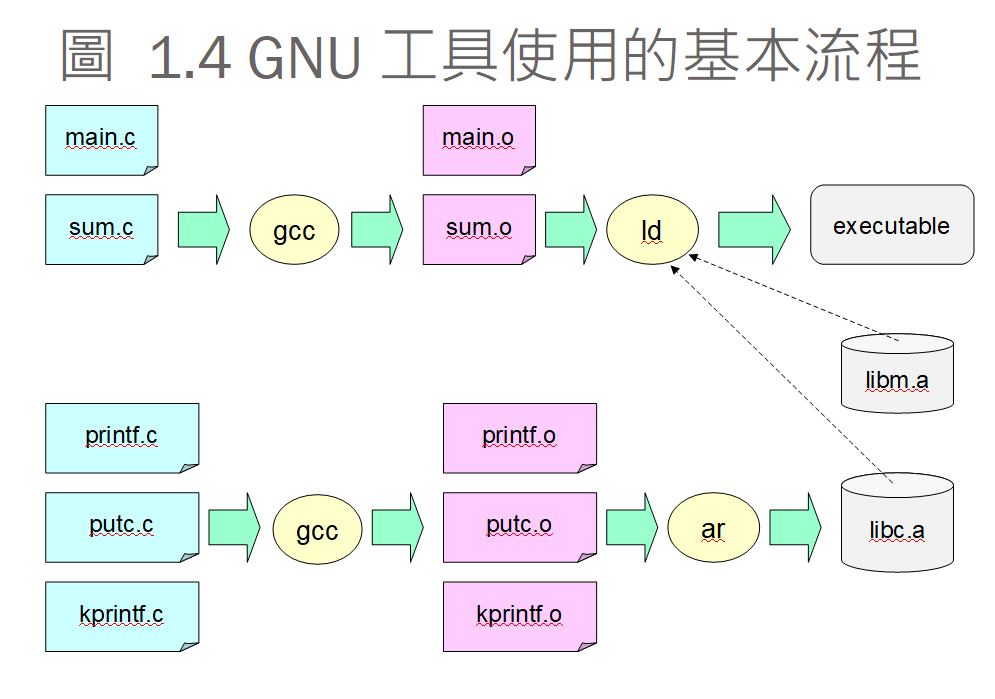 圖 1.4 GNU 工具使用的基本流程
main.c
main.o
sum.c
gcc
sum.o
ld
executable
libm.a
printf.c
printf.o
putc.c
gcc
putc.o
ar
libc.a
kprintf.c
kprintf.o